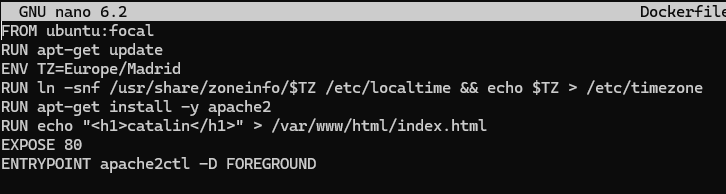 GNU nano 6.2 Dockerfile
FROM ubuntu:focal
RUN apt-get update
ENV TZ=Europe/Madrid
RUN ln -snf /usr/share/zoneinfo/$TZ /etc/localtime && echo $TZ > /etc/timezone
RUN apt-get install -y apache2
RUN echo "<h1>catalin</h1>" > /var/www/html/index.html
EXPOSE 80
ENTRYPOINT apache2ctl -D FOREGROUND